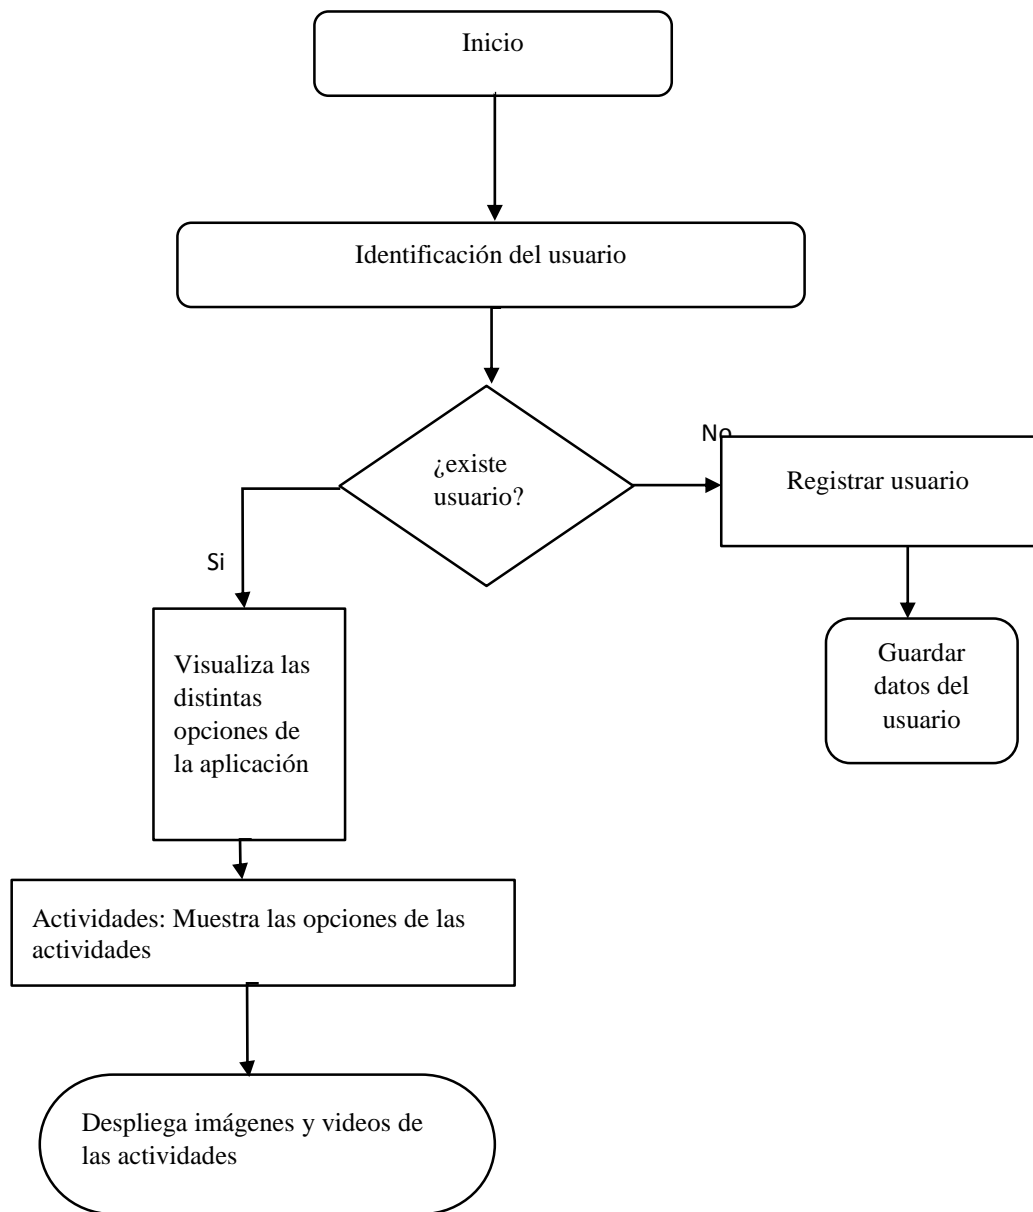 Inicio
Identificación del usuario
¿existe
usuario?
No
Registrar usuario
Si
Visualiza las
distintas
opciones de
la aplicación
Guardar
datos del
usuario
Actividades: Muestra las opciones de las
actividades
Despliega imágenes y videos de
las actividades